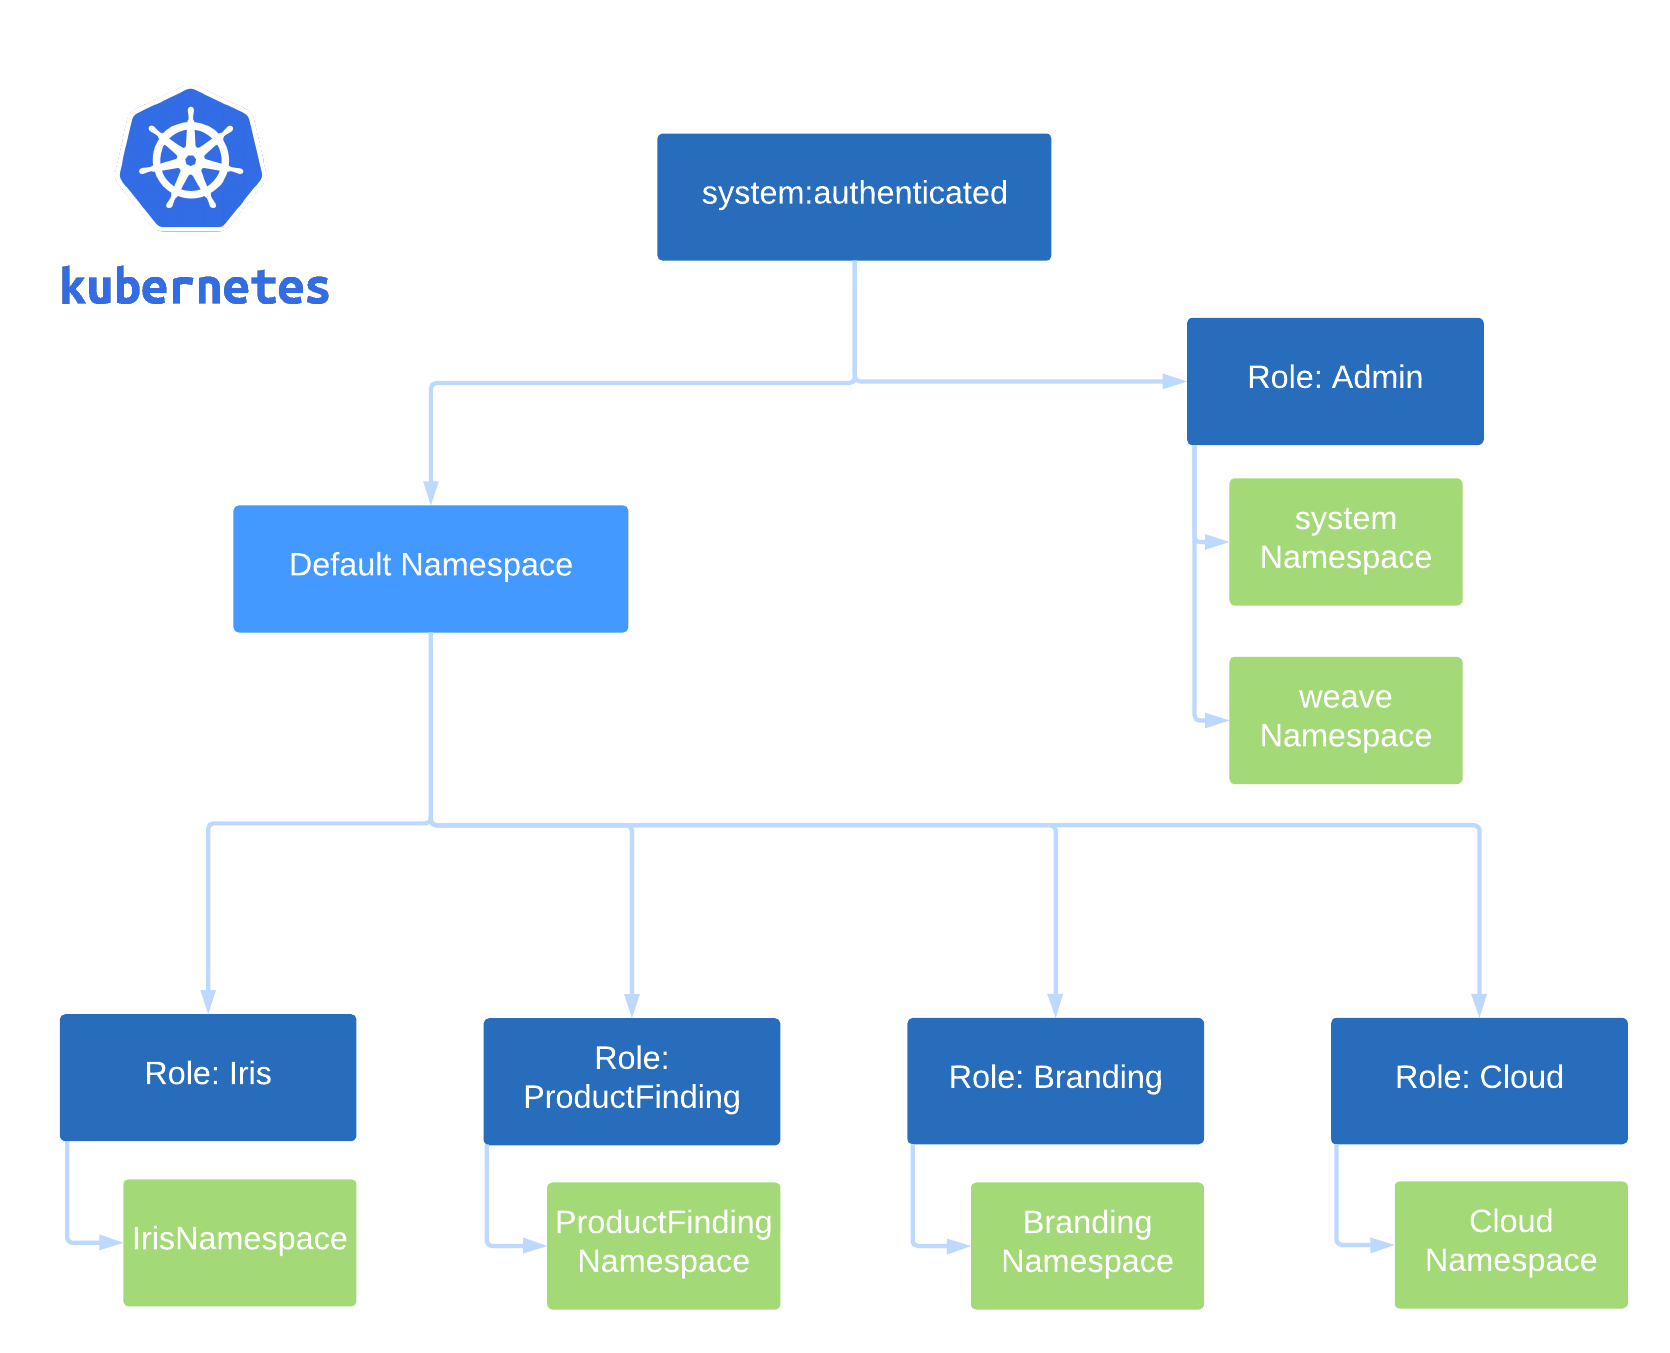 kubernetes
system:authenticated
Role: Admin
system
Namespace
Default Namespace
weave
Namespace
Role: Iris
Role:
ProductFinding
Role: Branding
Role: Cloud
IrisNamespace
ProductFinding
Namespace
Branding
Namespace
Cloud
Namespace